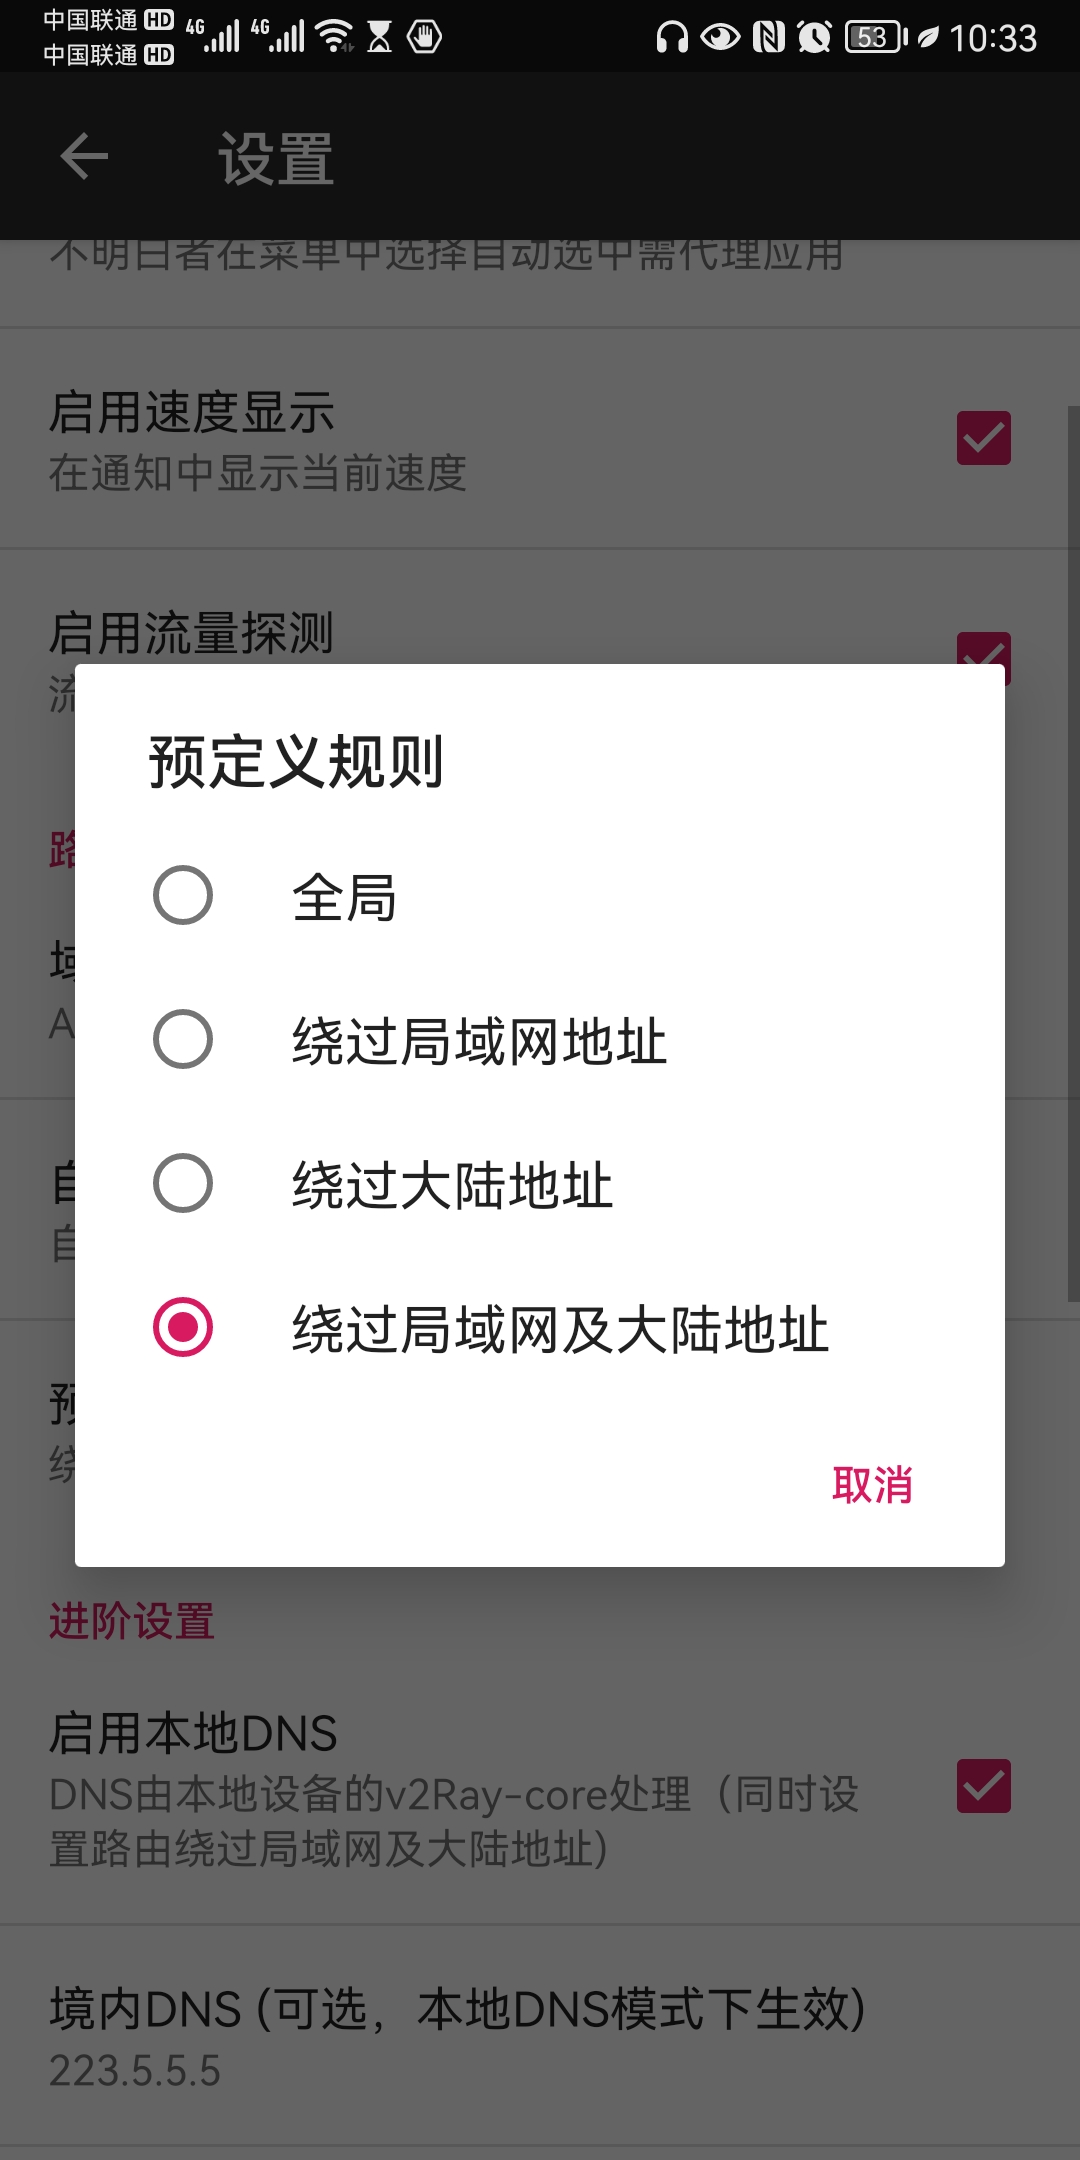 中国联通 HD 4G 4G 53 10:33
中国联通 HD
设置
不明白者在菜单中选择自动选中需代理应用
启用速度显示
在通知中显示当前速度
启用流量探测
流
预定义规则
路
全局
域
A
绕过局域网地址
自
绕过大陆地址
自
绕过局域网及大陆地址
预
绕
取消
进阶设置
启用本地DNS
DNS由本地设备的v2Ray-core处理（同时设
置路由绕过局域网及大陆地址)
境内DNS (可选，本地DNS模式下生效)
223.5.5.5